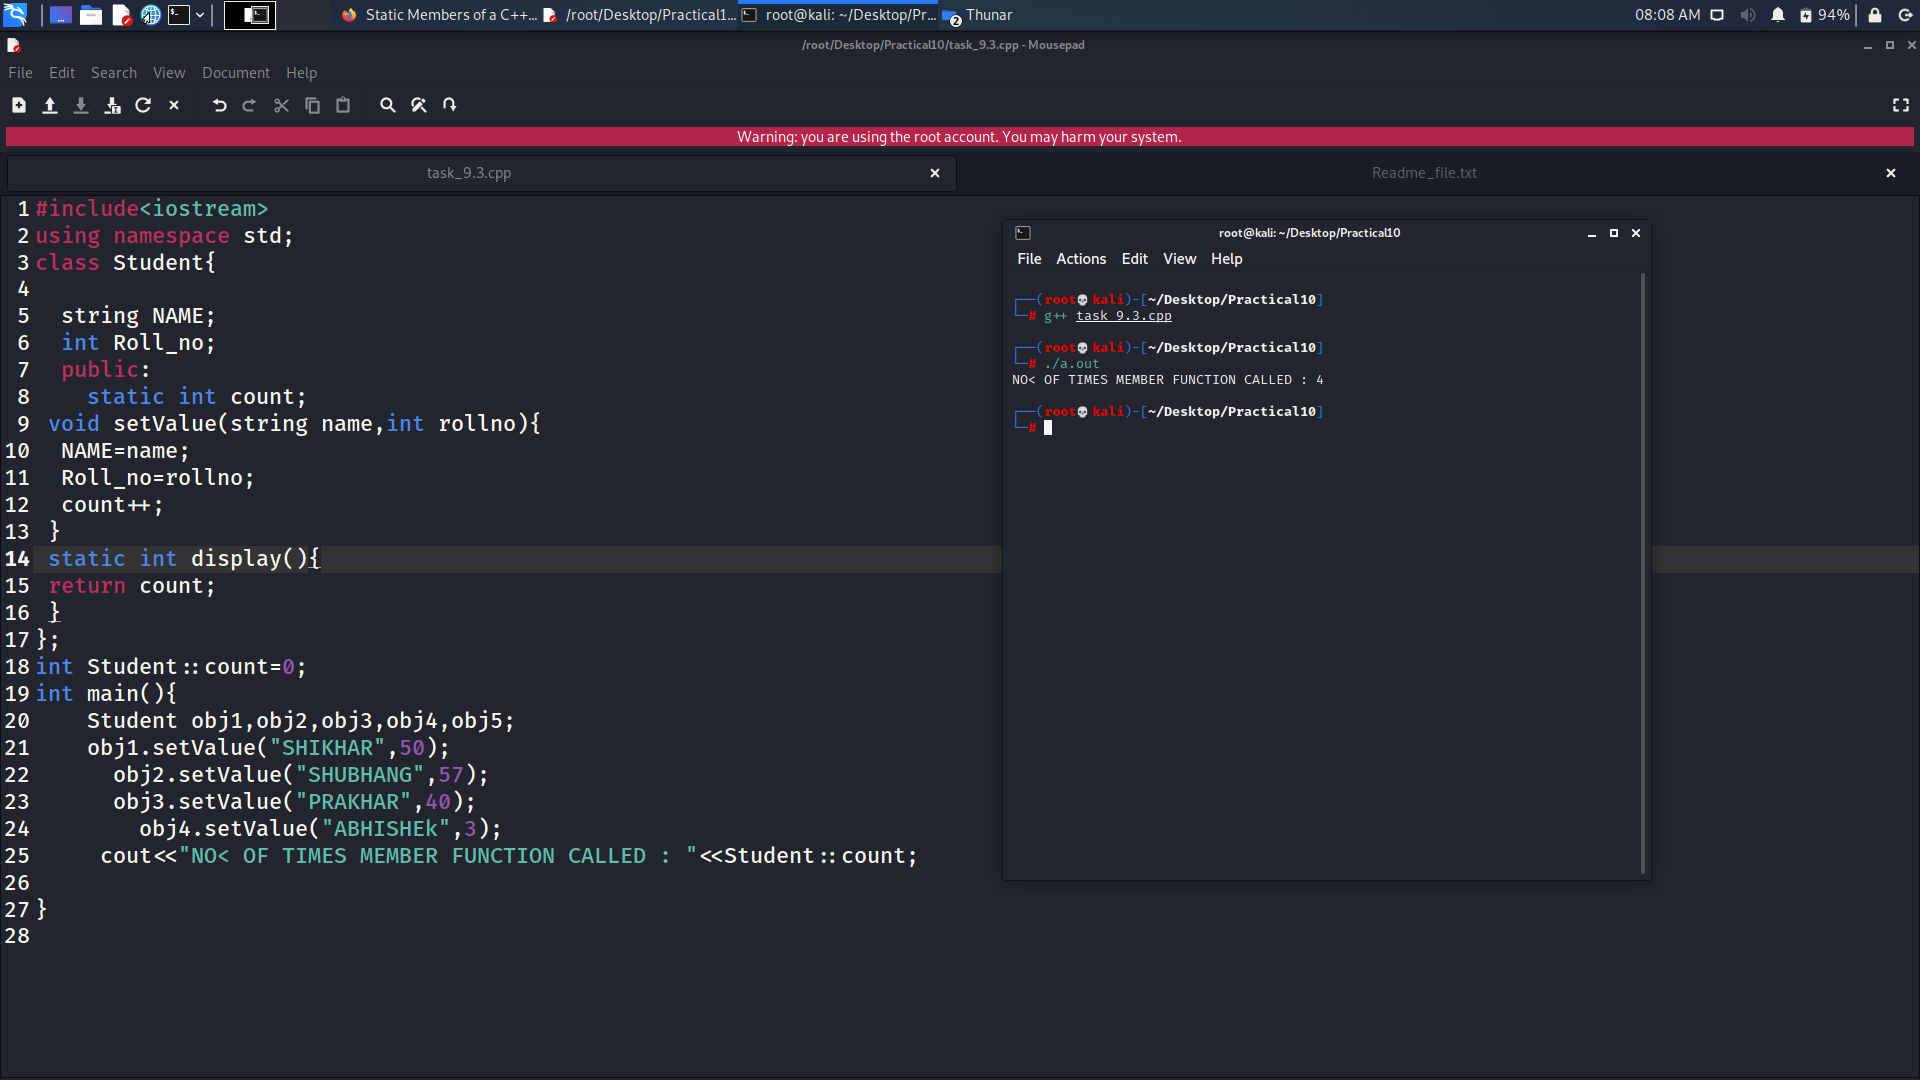 Static Members of a C++... /root/Desktop/Practical1... root@kali: ~/Desktop/Pr... 2 Thunar 08:08 AM 94%
/root/Desktop/Practical10/task_9.3.cpp - Mousepad
File Edit Search View Document Help
Warning: you are using the root account. You may harm your system.
task_9.3.cpp Readme_file.txt
1 #include<iostream>
2 using namespace std;
3 class Student{
4
5   string NAME;
6   int Roll_no;
7   public:
8     static int count;
9  void setValue(string name,int rollno){
10   NAME=name;
11   Roll_no=rollno;
12   count++;
13  }
14  static int display(){
15  return count;
16  }
17 };
18 int Student::count=0;
19 int main(){
20     Student obj1,obj2,obj3,obj4,obj5;
21     obj1.setValue("SHIKHAR",50);
22       obj2.setValue("SHUBHANG",57);
23       obj3.setValue("PRAKHAR",40);
24         obj4.setValue("ABHISHEk",3);
25      cout<<"NO< OF TIMES MEMBER FUNCTION CALLED : "<<Student::count;
26
27 }
28
root@kali: ~/Desktop/Practical10
File Actions Edit View Help
┌──(root💀kali)-[~/Desktop/Practical10]
└─# g++ task_9.3.cpp
┌──(root💀kali)-[~/Desktop/Practical10]
└─# ./a.out
NO< OF TIMES MEMBER FUNCTION CALLED : 4
┌──(root💀kali)-[~/Desktop/Practical10]
└─#